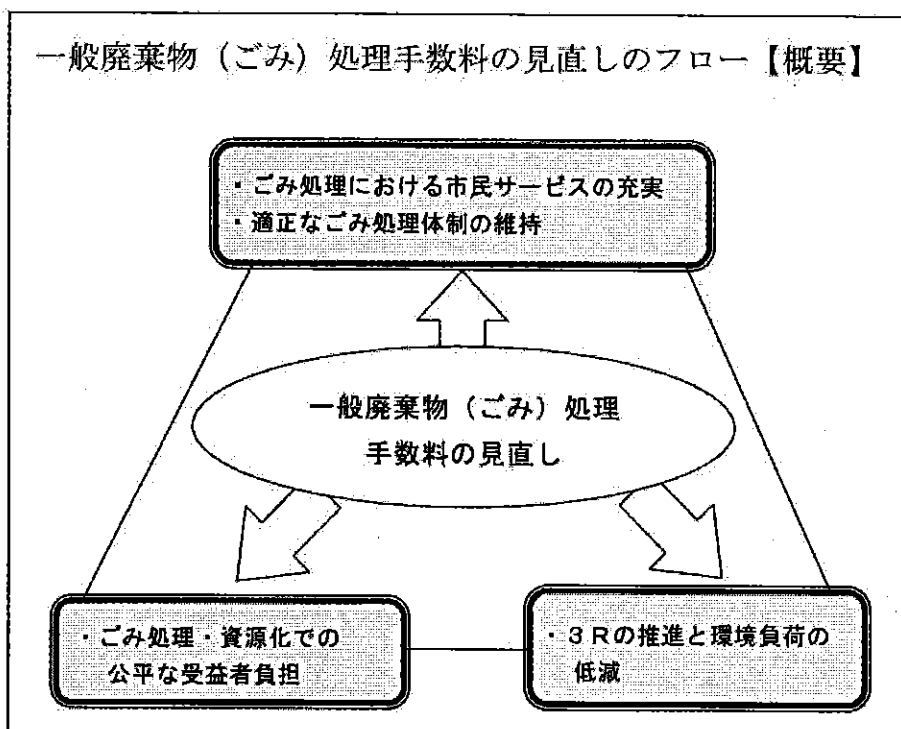 一般廃棄物（ごみ）処理手数料の見直しのフロー【概要】
・ごみ処理における市民サービスの充実
・適正なごみ処理体制の維持
一般廃棄物（ごみ）処理
手数料の見直し
・ごみ処理・資源化での
公平な受益者負担
・３Ｒの推進と環境負荷の
低減